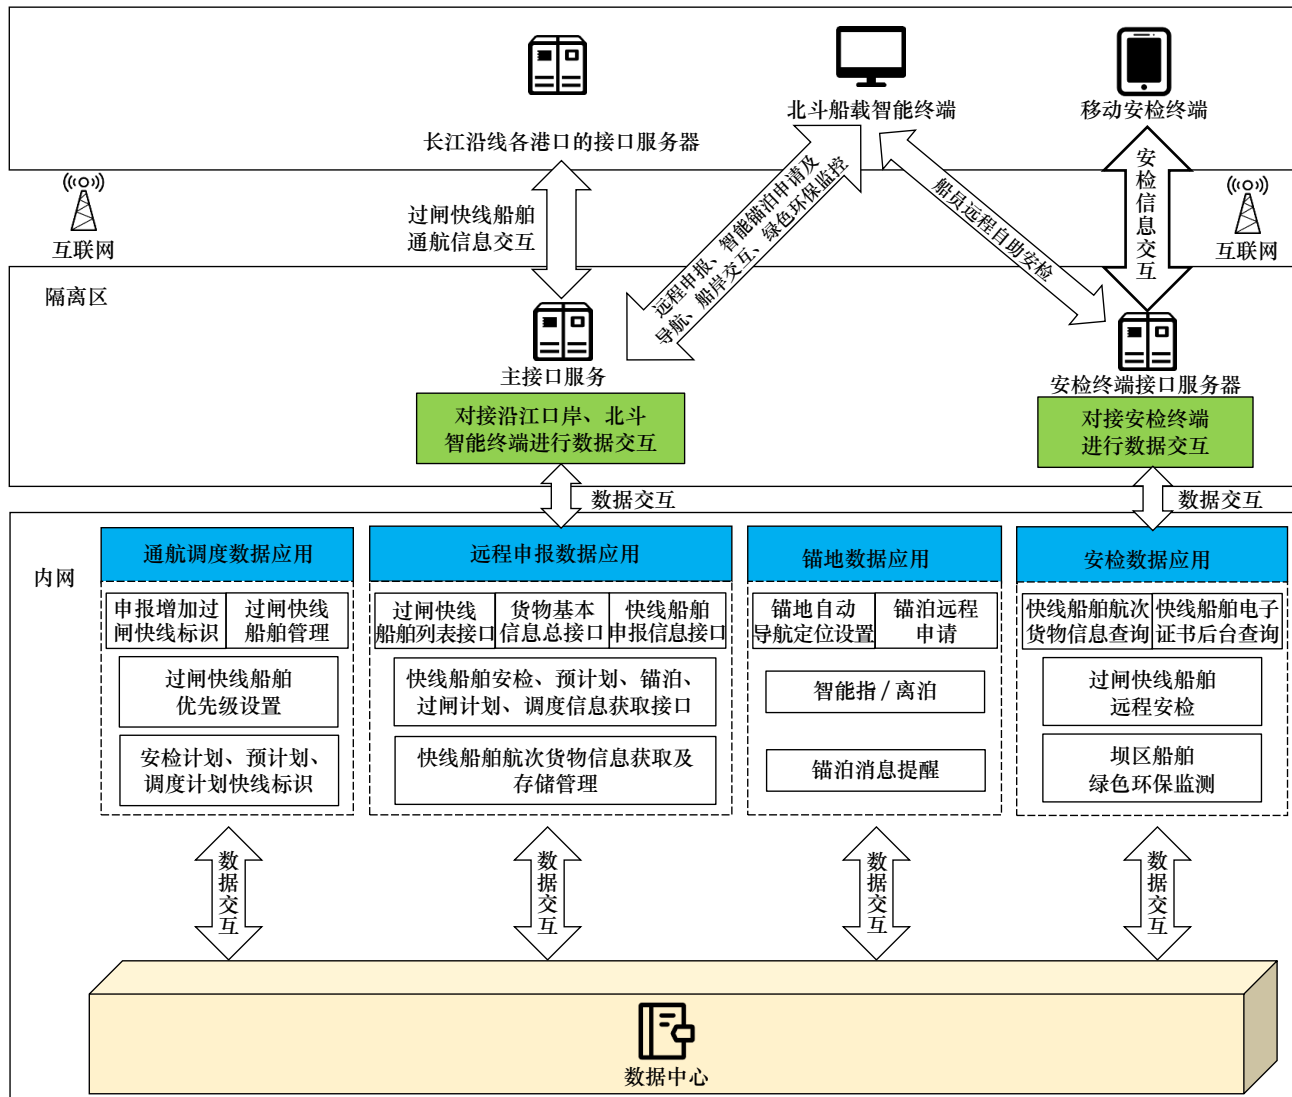 长江沿线各港口的接口服务器
北斗船载智能终端
移动安检终端
互联网
过闸快线船舶
通航信息交互
远程申报、智能锚泊申请及
导航、船岸交互、绿色环保监控
船员远程自助安检
安检信息交互
互联网
隔离区
主接口服务
安检终端接口服务器
对接沿江口岸、北斗
智能终端进行数据交互
对接安检终端
进行数据交互
数据交互
数据交互
内网
通航调度数据应用
申报增加过
闸快线标识
过闸快线
船舶管理
过闸快线船舶
优先级设置
安检计划、预计划、
调度计划快线标识
远程申报数据应用
过闸快线
船舶列表接口
货物基本
信息总接口
快线船舶
申报信息接口
快线船舶安检、预计划、锚泊、
过闸计划、调度信息获取接口
快线船舶航次货物信息获取及
存储管理
锚地数据应用
锚地自动
导航定位设置
锚泊远程
申请
智能指/离泊
锚泊消息提醒
安检数据应用
快线船舶航次
货物信息查询
快线船舶电子
证书后台查询
过闸快线船舶
远程安检
坝区船舶
绿色环保监测
数据交互
数据交互
数据交互
数据交互
数据中心